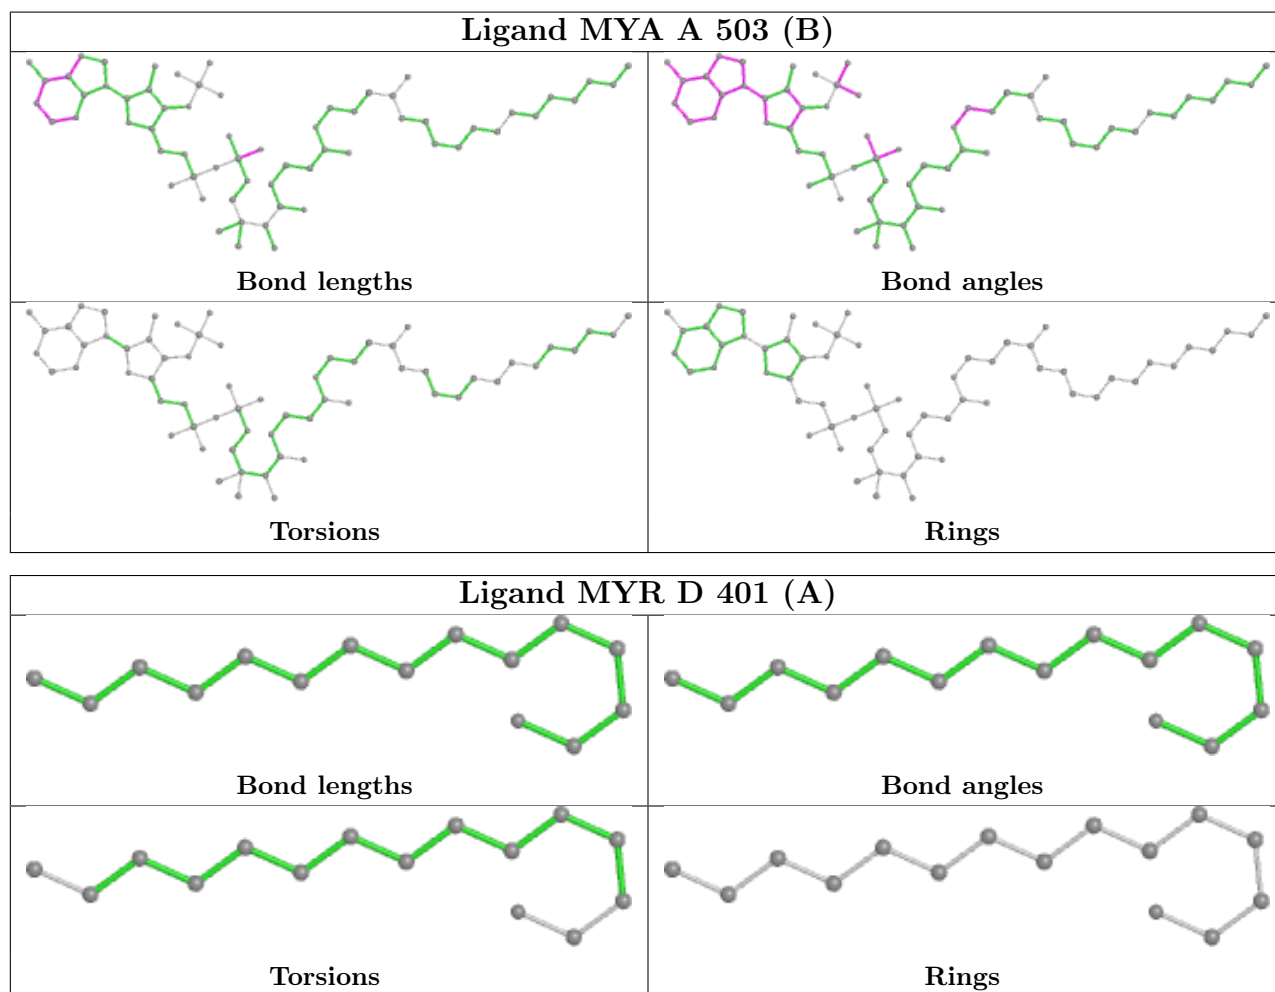 Ligand MYA A 503 (B)
Bond lengths
Bond angles
Torsions
Rings
Ligand MYR D 401 (A)
Bond lengths
Bond angles
Torsions
Rings